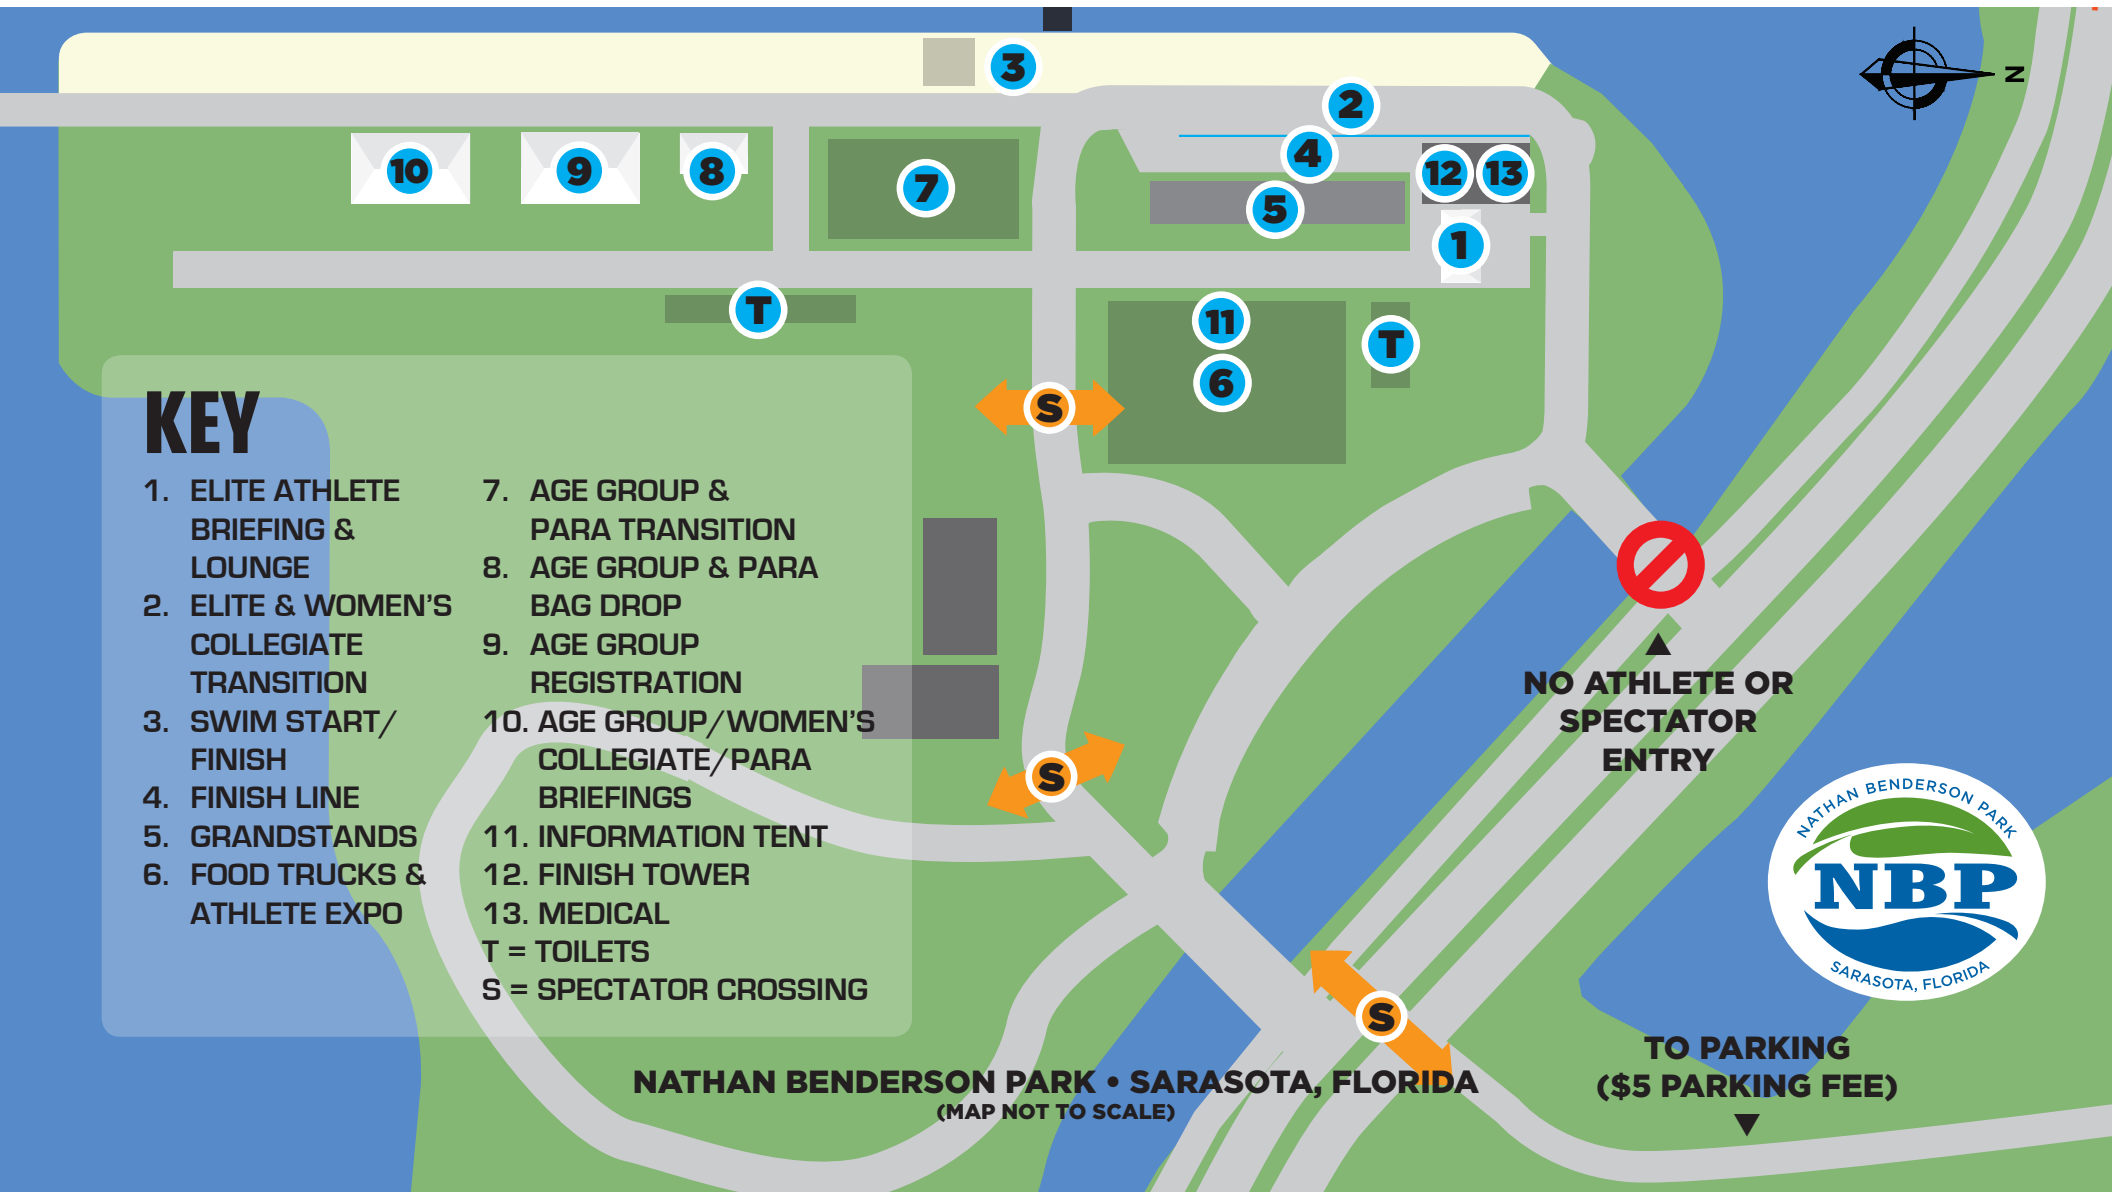 3
2
N
10
9
8
7
4
12
13
5
1
T
11
T
6
S
KEY
1. ELITE ATHLETE
BRIEFING &
LOUNGE
2. ELITE & WOMEN'S
COLLEGIATE
TRANSITION
3. SWIM START/
FINISH
4. FINISH LINE
5. GRANDSTANDS
6. FOOD TRUCKS &
ATHLETE EXPO
7. AGE GROUP &
PARA TRANSITION
8. AGE GROUP & PARA
BAG DROP
9. AGE GROUP
REGISTRATION
10. AGE GROUP/WOMEN'S
COLLEGIATE/PARA
BRIEFINGS
11. INFORMATION TENT
12. FINISH TOWER
13. MEDICAL
T = TOILETS
S = SPECTATOR CROSSING
S
NO ATHLETE OR
SPECTATOR
ENTRY
NATHAN BENDERSON PARK
NBP
SARASOTA, FLORIDA
S
TO PARKING
($5 PARKING FEE)
NATHAN BENDERSON PARK • SARASOTA, FLORIDA
(MAP NOT TO SCALE)